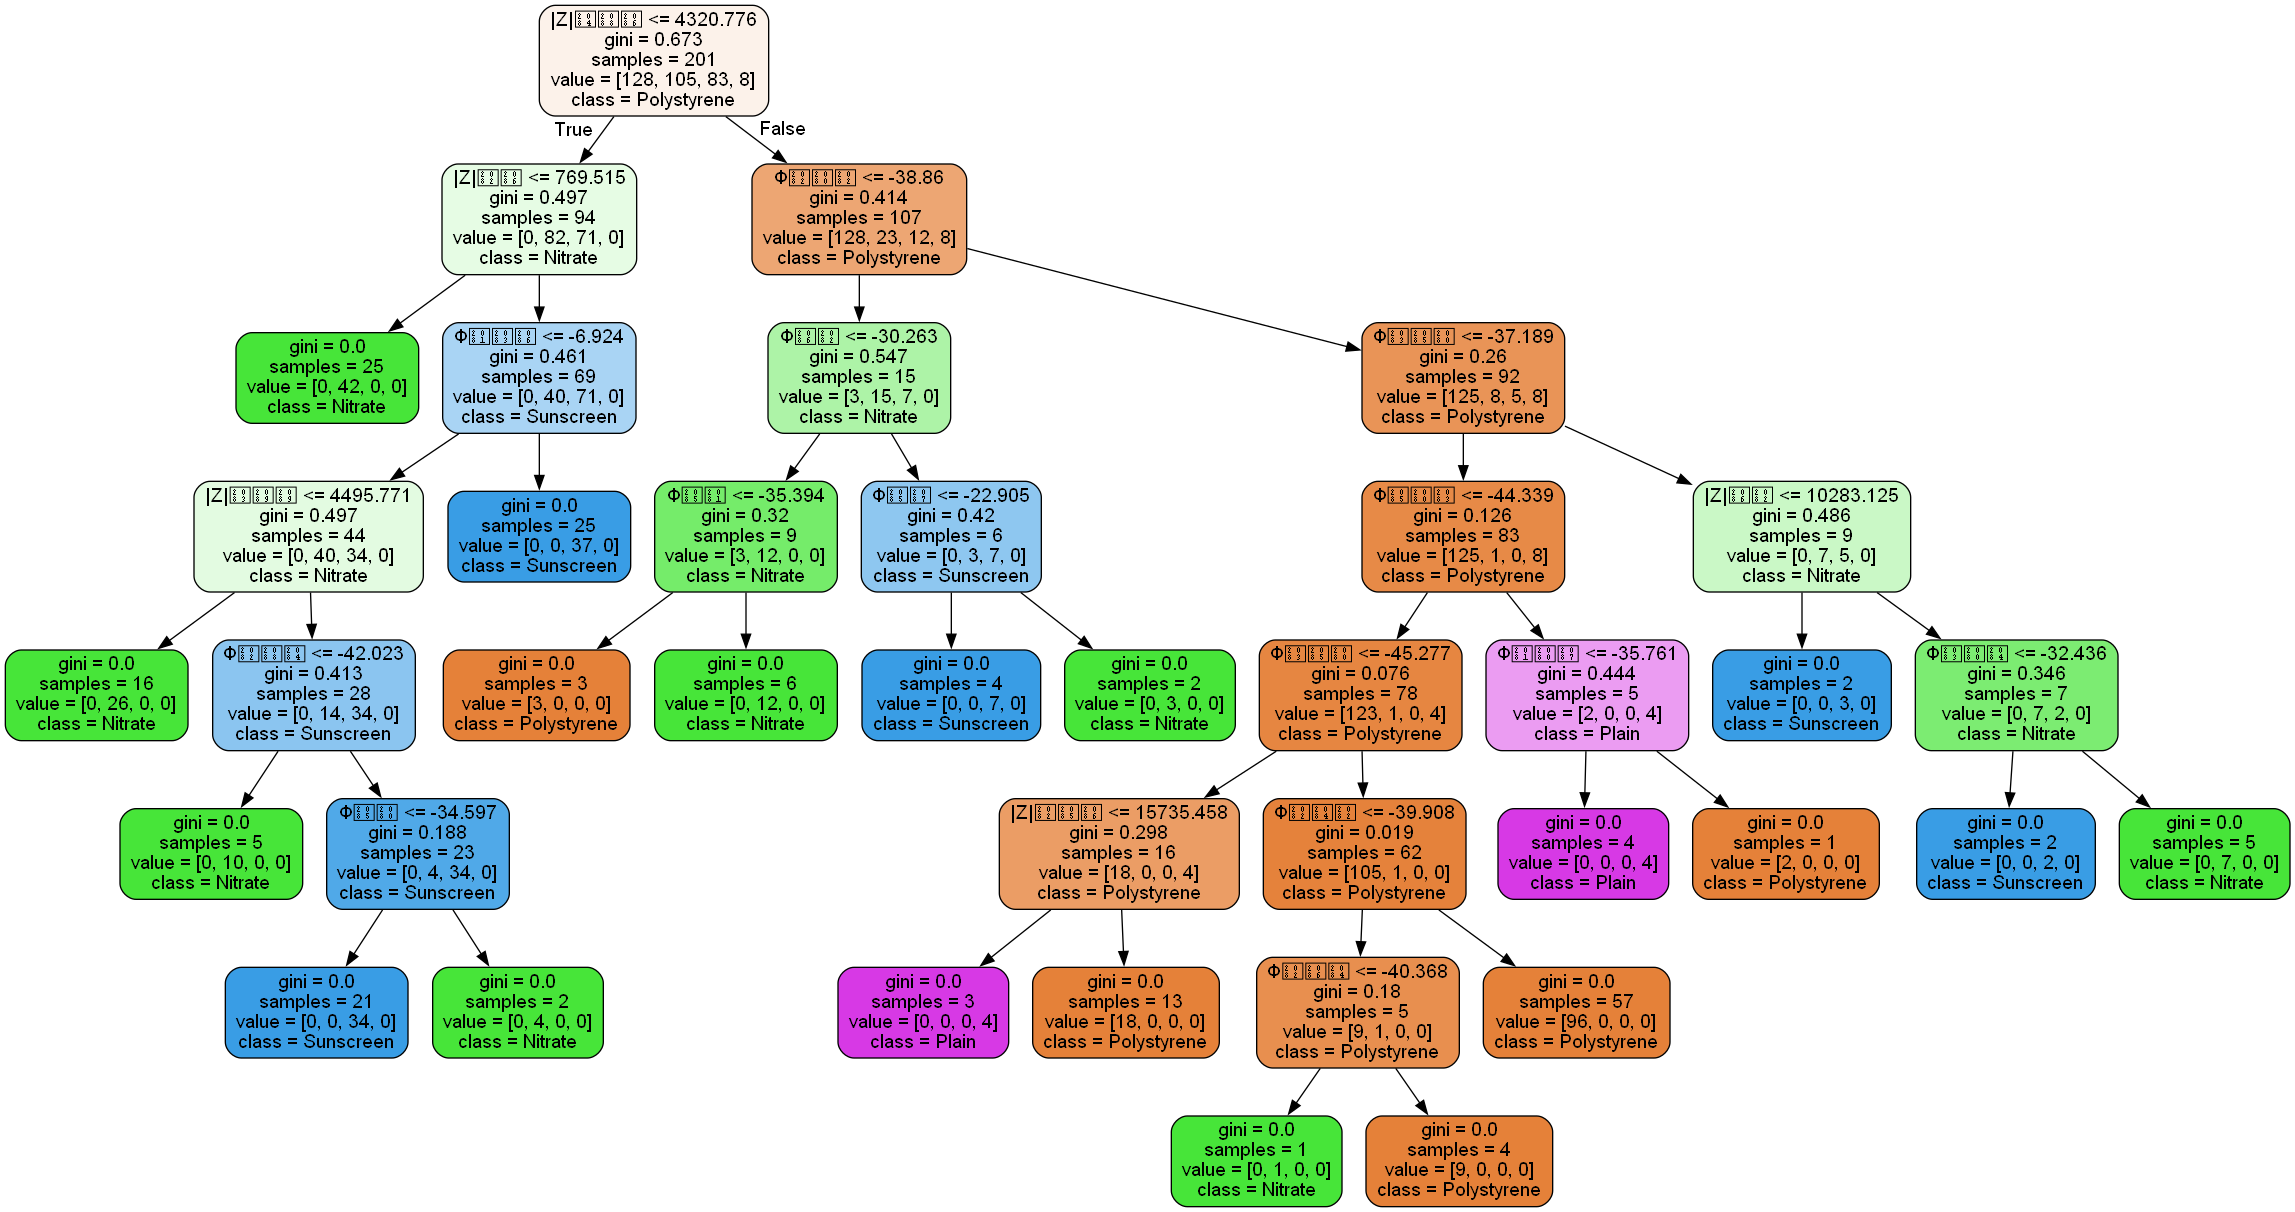 |Z| <= 4320.776
gini = 0.673
samples = 201
value = [128, 105, 83, 8]
class = Polystyrene
True
False
|Z| <= 769.515
gini = 0.497
samples = 94
value = [0, 82, 71, 0]
class = Nitrate
Φ <= -38.86
gini = 0.414
samples = 107
value = [128, 23, 12, 8]
class = Polystyrene
gini = 0.0
samples = 25
value = [0, 42, 0, 0]
class = Nitrate
Φ <= -6.924
gini = 0.461
samples = 69
value = [0, 40, 71, 0]
class = Sunscreen
Φ <= -30.263
gini = 0.547
samples = 15
value = [3, 15, 7, 0]
class = Nitrate
Φ <= -37.189
gini = 0.26
samples = 92
value = [125, 8, 5, 8]
class = Polystyrene
|Z| <= 4495.771
gini = 0.497
samples = 44
value = [0, 40, 34, 0]
class = Nitrate
gini = 0.0
samples = 25
value = [0, 0, 37, 0]
class = Sunscreen
Φ <= -35.394
gini = 0.32
samples = 9
value = [3, 12, 0, 0]
class = Nitrate
Φ <= -22.905
gini = 0.42
samples = 6
value = [0, 3, 7, 0]
class = Sunscreen
Φ <= -44.339
gini = 0.126
samples = 83
value = [125, 1, 0, 8]
class = Polystyrene
|Z| <= 10283.125
gini = 0.486
samples = 9
value = [0, 7, 5, 0]
class = Nitrate
gini = 0.0
samples = 16
value = [0, 26, 0, 0]
class = Nitrate
Φ <= -42.023
gini = 0.413
samples = 28
value = [0, 14, 34, 0]
class = Sunscreen
gini = 0.0
samples = 3
value = [3, 0, 0, 0]
class = Polystyrene
gini = 0.0
samples = 6
value = [0, 12, 0, 0]
class = Nitrate
gini = 0.0
samples = 4
value = [0, 0, 7, 0]
class = Sunscreen
gini = 0.0
samples = 2
value = [0, 3, 0, 0]
class = Nitrate
Φ <= -45.277
gini = 0.076
samples = 78
value = [123, 1, 0, 4]
class = Polystyrene
Φ <= -35.761
gini = 0.444
samples = 5
value = [2, 0, 0, 4]
class = Plain
gini = 0.0
samples = 2
value = [0, 0, 3, 0]
class = Sunscreen
Φ <= -32.436
gini = 0.346
samples = 7
value = [0, 7, 2, 0]
class = Nitrate
gini = 0.0
samples = 5
value = [0, 10, 0, 0]
class = Nitrate
Φ <= -34.597
gini = 0.188
samples = 23
value = [0, 4, 34, 0]
class = Sunscreen
|Z| <= 15735.458
gini = 0.298
samples = 16
value = [18, 0, 0, 4]
class = Polystyrene
Φ <= -39.908
gini = 0.019
samples = 62
value = [105, 1, 0, 0]
class = Polystyrene
gini = 0.0
samples = 4
value = [0, 0, 0, 4]
class = Plain
gini = 0.0
samples = 1
value = [2, 0, 0, 0]
class = Polystyrene
gini = 0.0
samples = 2
value = [0, 0, 2, 0]
class = Sunscreen
gini = 0.0
samples = 5
value = [0, 7, 0, 0]
class = Nitrate
gini = 0.0
samples = 21
value = [0, 0, 34, 0]
class = Sunscreen
gini = 0.0
samples = 2
value = [0, 4, 0, 0]
class = Nitrate
gini = 0.0
samples = 3
value = [0, 0, 0, 4]
class = Plain
gini = 0.0
samples = 13
value = [18, 0, 0, 0]
class = Polystyrene
Φ <= -40.368
gini = 0.18
samples = 5
value = [9, 1, 0, 0]
class = Polystyrene
gini = 0.0
samples = 57
value = [96, 0, 0, 0]
class = Polystyrene
gini = 0.0
samples = 1
value = [0, 1, 0, 0]
class = Nitrate
gini = 0.0
samples = 4
value = [9, 0, 0, 0]
class = Polystyrene